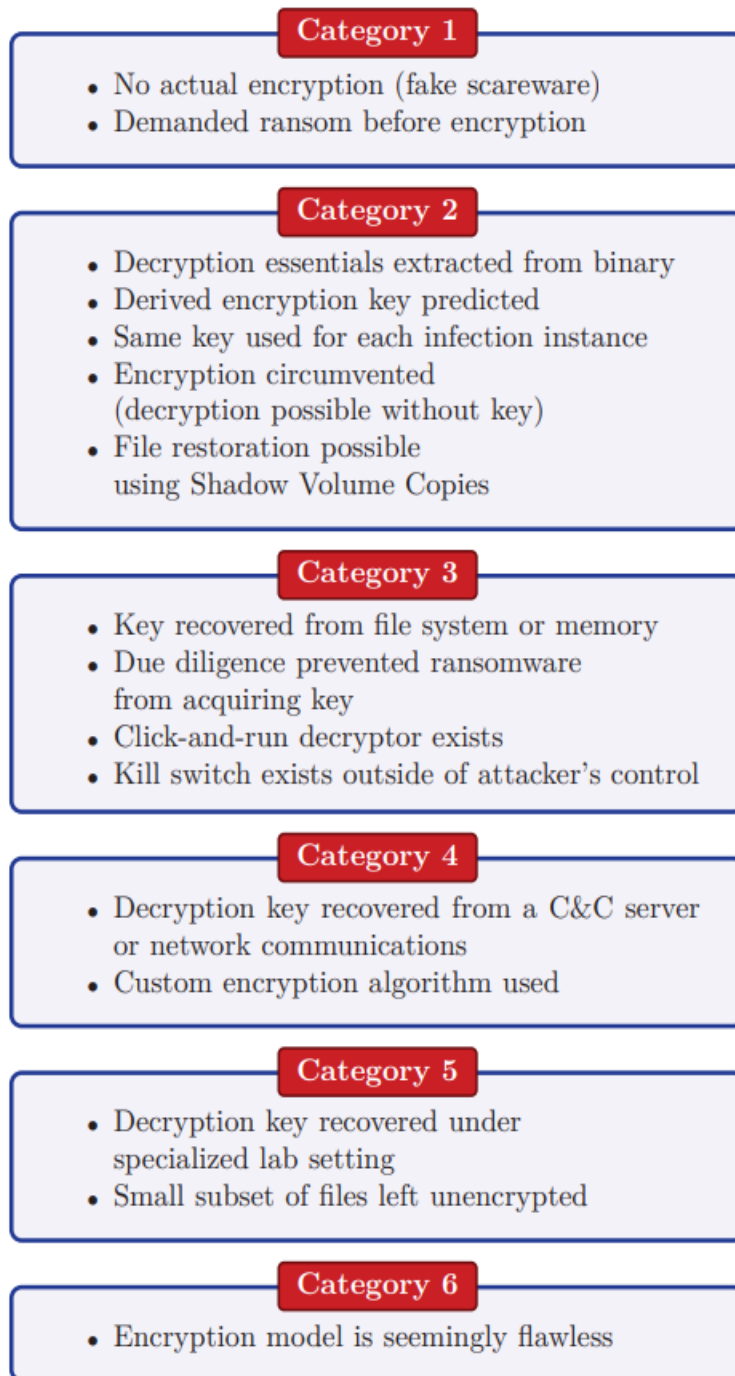 Category 1
• No actual encryption (fake scareware)
• Demanded ransom before encryption
Category 2
• Decryption essentials extracted from binary
• Derived encryption key predicted
• Same key used for each infection instance
• Encryption circumvented
(decryption possible without key)
• File restoration possible
using Shadow Volume Copies
Category 3
• Key recovered from file system or memory
• Due diligence prevented ransomware
from acquiring key
• Click-and-run decryptor exists
• Kill switch exists outside of attacker's control
Category 4
• Decryption key recovered from a C&C server
or network communications
• Custom encryption algorithm used
Category 5
• Decryption key recovered under
specialized lab setting
• Small subset of files left unencrypted
Category 6
• Encryption model is seemingly flawless